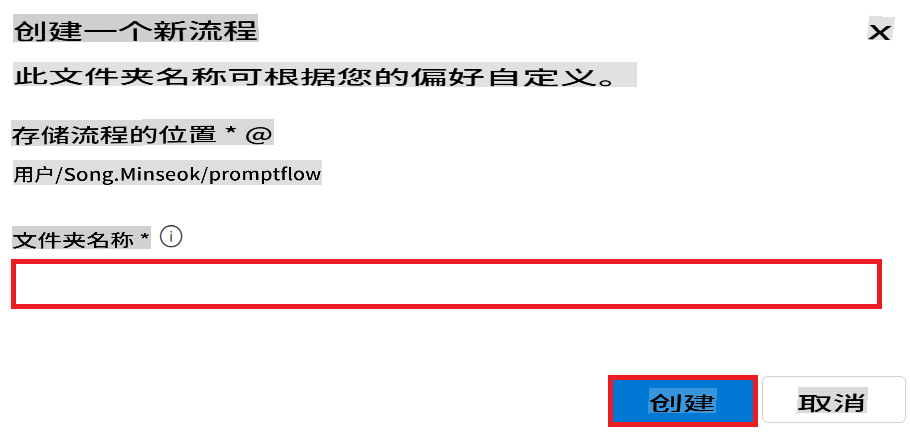 创建一个新流程
X
此文件夹名称可根据您的偏好自定义。
存储流程的位置 * @
用户/Song.Minseok/promptflow
文件夹名称 * i
创建 取消